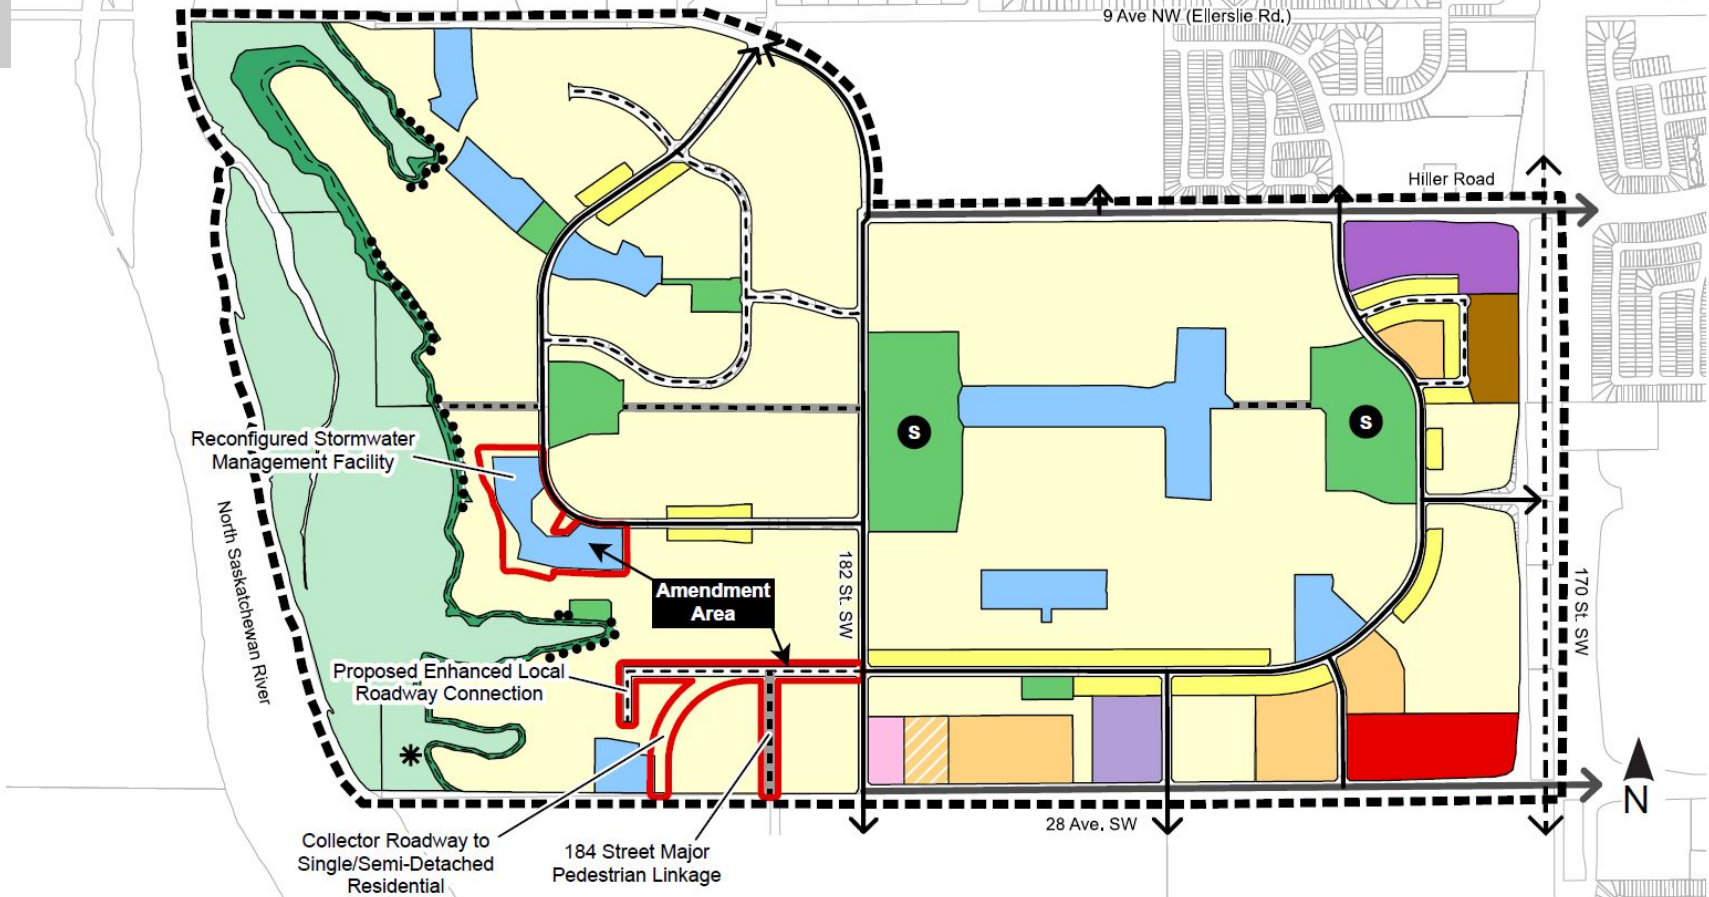 9 Ave NW (Ellerslie Rd.)
Hiller Road
S
S
Reconfigured Stormwater
Management Facility
North Saskatchewan River
182 St. SW
170 St. SW
Amendment
Area
Proposed Enhanced Local
Roadway Connection
N
28 Ave. SW
Collector Roadway to
Single/Semi-Detached
Residential
184 Street Major
Pedestrian Linkage